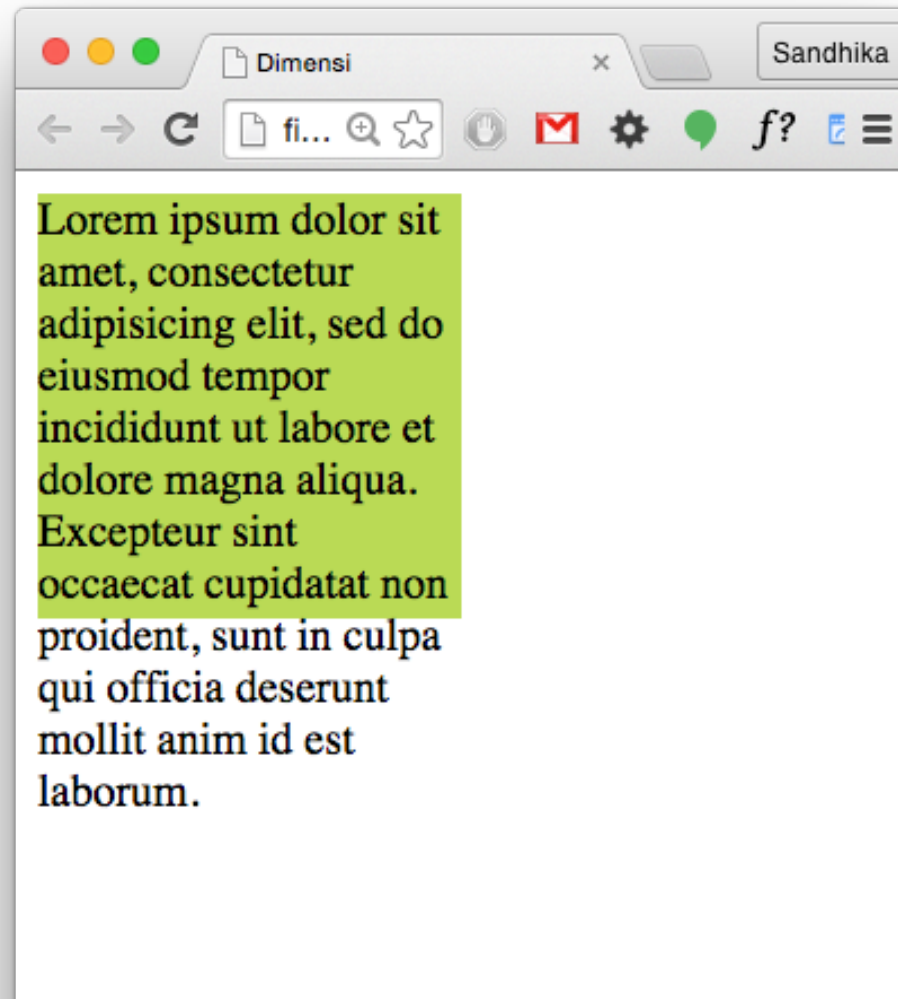 Dimensi
Sandhika
fi...
f?
Lorem ipsum dolor sit
amet, consectetur
adipisicing elit, sed do
eiusmod tempor
incididunt ut labore et
dolore magna aliqua.
Excepteur sint
occaecat cupidatat non
proident, sunt in culpa
qui officia deserunt
mollit anim id est
laborum.